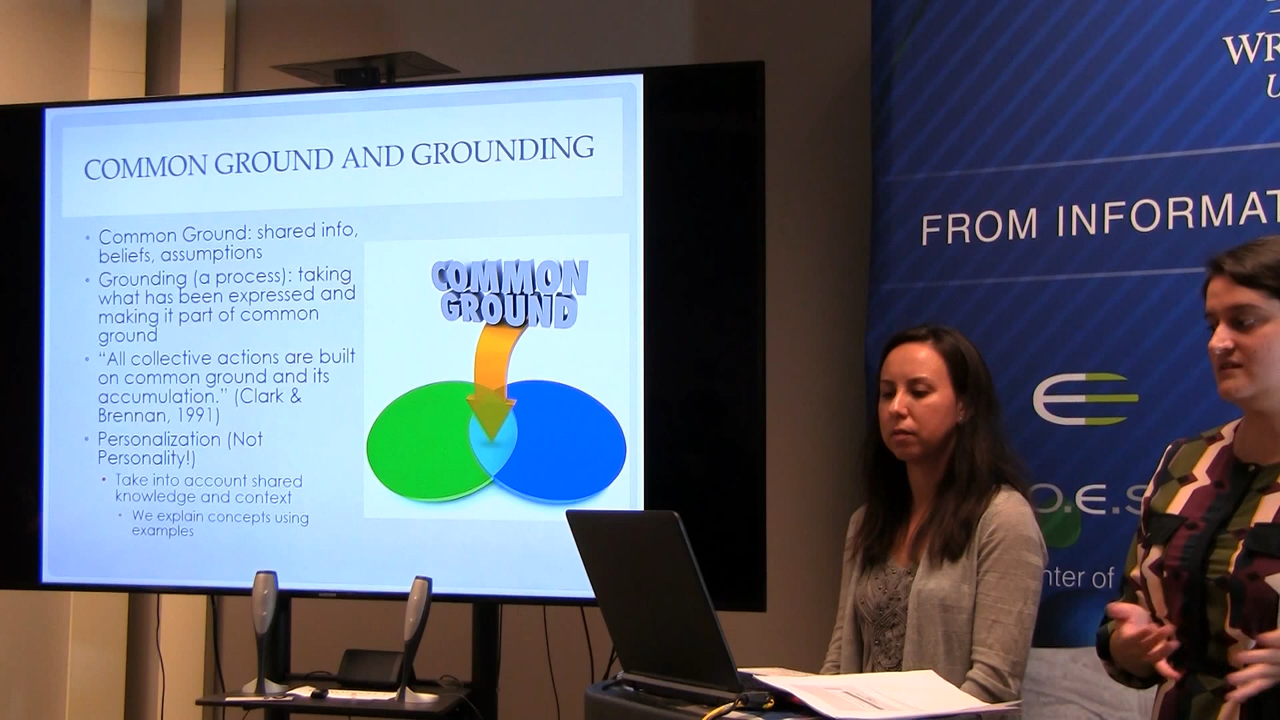 COMMON GROUND AND GROUNDING
• Common Ground: shared info,
beliefs, assumptions
• Grounding (a process): taking
what has been expressed and
making it part of common
ground
• “All collective actions are built
on common ground and its
accumulation.” (Clark &
Brennan, 1991)
• Personalization (Not
Personality!)
• Take into account shared
knowledge and context
• We explain concepts using
examples
COMMON
GROUND
WR
U
FROM INFORMAT
O.E.S
nter of